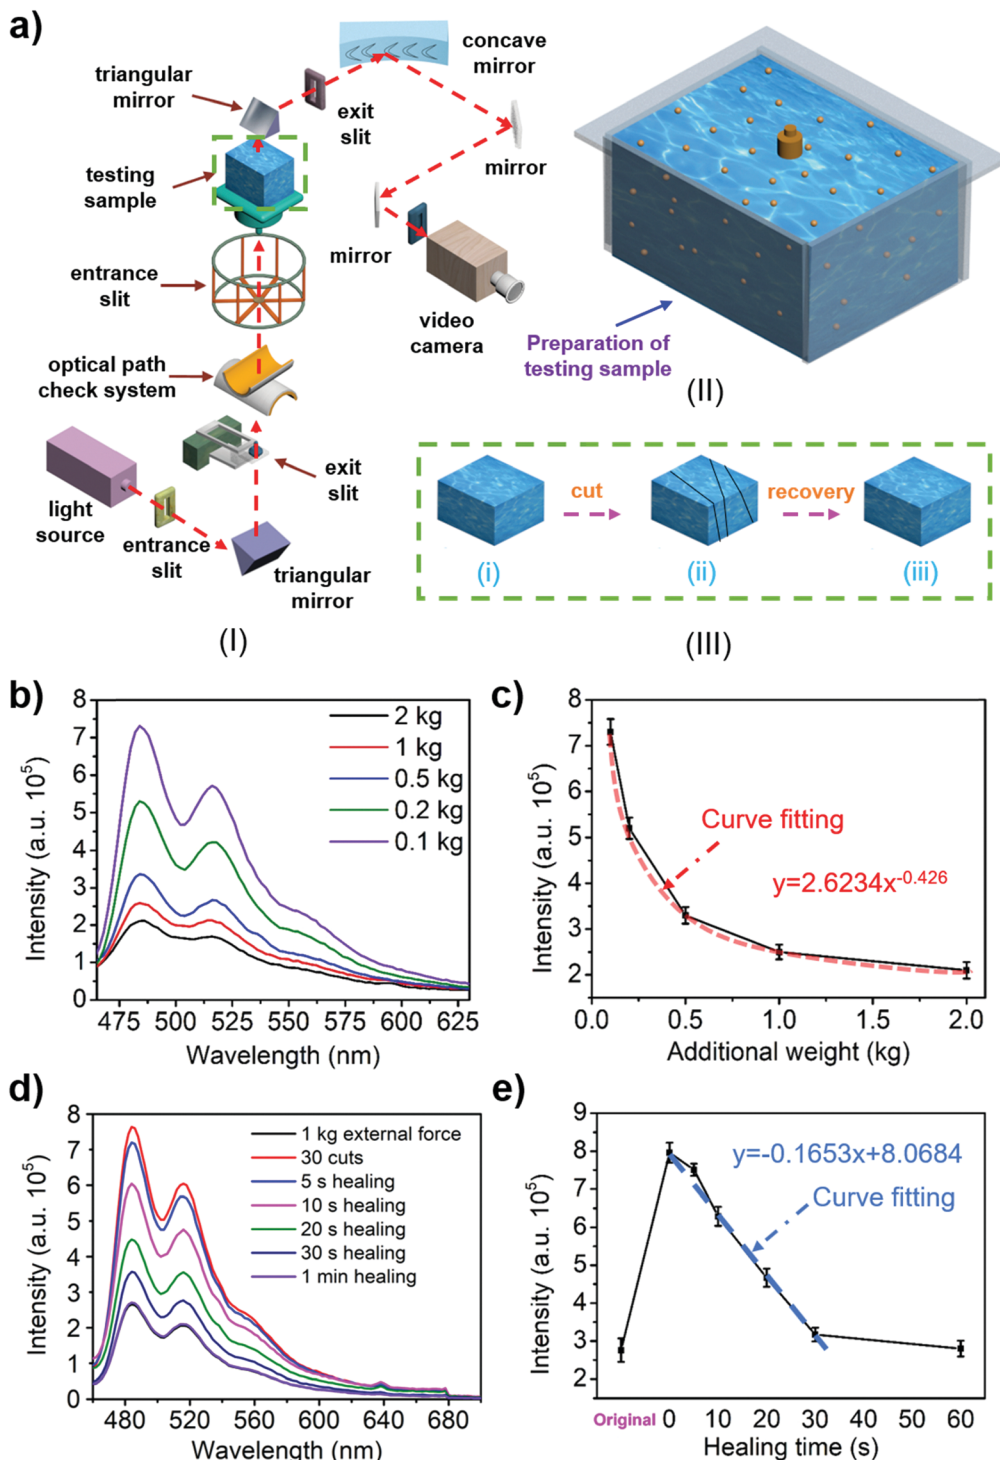 a)
concave
mirror
triangular
mirror
exit
slit
mirror
testing
sample
mirror
entrance
slit
video
camera
optical path
check system
Preparation of
testing sample
(II)
light
source
entrance
slit
exit
slit
triangular
mirror
(I)
cut
recovery
(i)
(ii)
(iii)
(III)
b)
Intensity (a.u. 10⁵)
8
7
6
5
4
3
2
1
0
2 kg
1 kg
0.5 kg
0.2 kg
0.1 kg
475 500 525 550 575 600 625
Wavelength (nm)
c)
Intensity (a.u. 10⁵)
8
7
6
5
4
3
2
Curve fitting
y=2.6234x⁻⁰·⁴²⁶
0.0 0.5 1.0 1.5 2.0
Additional weight (kg)
d)
Intensity (a.u. 10⁵)
8
7
6
5
4
3
2
1
0
1 kg external force
30 cuts
5 s healing
10 s healing
20 s healing
30 s healing
1 min healing
480 520 560 600 640 680
Wavelength (nm)
e)
Intensity (a.u. 10⁵)
9
8
7
6
5
4
3
2
y=-0.1653x+8.0684
Curve fitting
Original 0 10 20 30 40 50 60
Healing time (s)